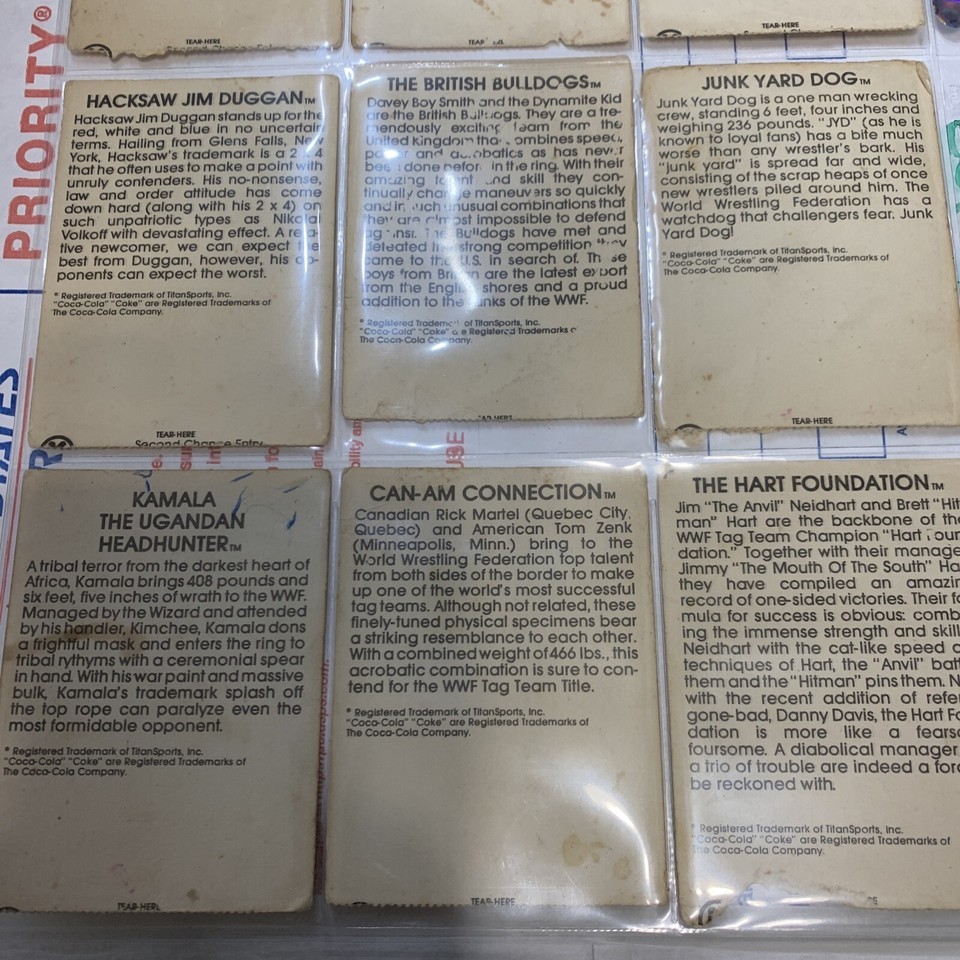 TEAR-HERE
TEAR-HERE
PRIORITY®
HACKSAW JIM DUGGAN™
Hacksaw Jim Duggan stands up for the
red, white and blue in no uncertain
terms. Hailing from Glens Falls, New
York, Hacksaw's trademark is a 2 x 4
that he often uses to make a point with
unruly contenders. His no-nonsense,
law and order attitude has come
down hard (along with his 2 x 4) on
such unpatriotic types as Nikolai
Volkoff with devastating effect. A rela-
tive newcomer, we can expect the
best from Duggan, however, his op-
ponents can expect the worst.
® Registered Trademark of TitanSports, Inc.
"Coca-Cola" "Coke" are Registered Trademarks of
The Coca-Cola Company.
TEAR-HERE
Second Chance Entry
THE BRITISH BULLDOGS™
Davey Boy Smith and the Dynamite Kid
are the British Bulldogs. They are a tre-
mendously exciting team from the
United Kingdom that combines speed,
power and acrobatics as has never
been done before in the ring. With their
amazing talent and skill they con-
tinually change maneuvers so quickly
and in such unusual combinations that
they are almost impossible to defend
against. The Bulldogs have met and
defeated the strong competition they
came to the U.S. in search of. These
boys from Britain are the latest export
from the English shores and a proud
addition to the ranks of the WWF.
® Registered Trademark of TitanSports, Inc.
"Coca-Cola" "Coke" are Registered Trademarks o
The Coca-Cola Company.
JUNK YARD DOG™
Junk Yard Dog is a one man wrecking
crew, standing 6 feet, four inches and
weighing 236 pounds. "JYD" (as he is
known to loyal fans) has a bite much
worse than any wrestler's bark. His
"junk yard" is spread far and wide,
consisting of the scrap heaps of once
new wrestlers piled around him. The
World Wrestling Federation has a
watchdog that challengers fear. Junk
Yard Dog!
® Registered Trademark of TitanSports, Inc.
"Coca-Cola" "Coke" are Registered Trademarks of
The Coca-Cola Company.
TEAR-HERE
KAMALA
THE UGANDAN
HEADHUNTER™
A tribal terror from the darkest heart of
Africa, Kamala brings 408 pounds and
six feet, five inches of wrath to the WWF.
Managed by the Wizard and attended
by his handler, Kimchee, Kamala dons
a frightful mask and enters the ring to
tribal rythyms with a ceremonial spear
in hand. With his war paint and massive
bulk, Kamala's trademark splash off
the top rope can paralyze even the
most formidable opponent.
® Registered Trademark of TitanSports, Inc.
"Coca-Cola" "Coke" are Registered Trademarks of
The Coca-Cola Company.
TEAR-HERE
CAN-AM CONNECTION™
Canadian Rick Martel (Quebec City,
Quebec) and American Tom Zenk
(Minneapolis, Minn.) bring to the
World Wrestling Federation top talent
from both sides of the border to make
up one of the world's most successful
tag teams. Although not related, these
finely-tuned physical specimens bear
a striking resemblance to each other.
With a combined weight of 466 lbs., this
acrobatic combination is sure to con-
tend for the WWF Tag Team Title.
® Registered Trademark of TitanSports, Inc.
"Coca-Cola" "Coke" are Registered Trademarks of
The Coca-Cola Company.
TEAR-HERE
THE HART FOUNDATION™
Jim "The Anvil" Neidhart and Brett "Hit
man" Hart are the backbone of the
WWF Tag Team Champion "Hart Foun
dation." Together with their manage
Jimmy "The Mouth Of The South" Ha
they have compiled an amazin
record of one-sided victories. Their fo
mula for success is obvious: comb
ing the immense strength and skill
Neidhart with the cat-like speed a
techniques of Hart, the "Anvil" batt
them and the "Hitman" pins them. N
with the recent addition of refer
gone-bad, Danny Davis, the Hart Fo
dation is more like a fearso
foursome. A diabolical manager
a trio of trouble are indeed a forc
be reckoned with.
® Registered Trademark of TitanSports, Inc.
"Coca-Cola" "Coke" are Registered Trademarks of
The Coca-Cola Company.